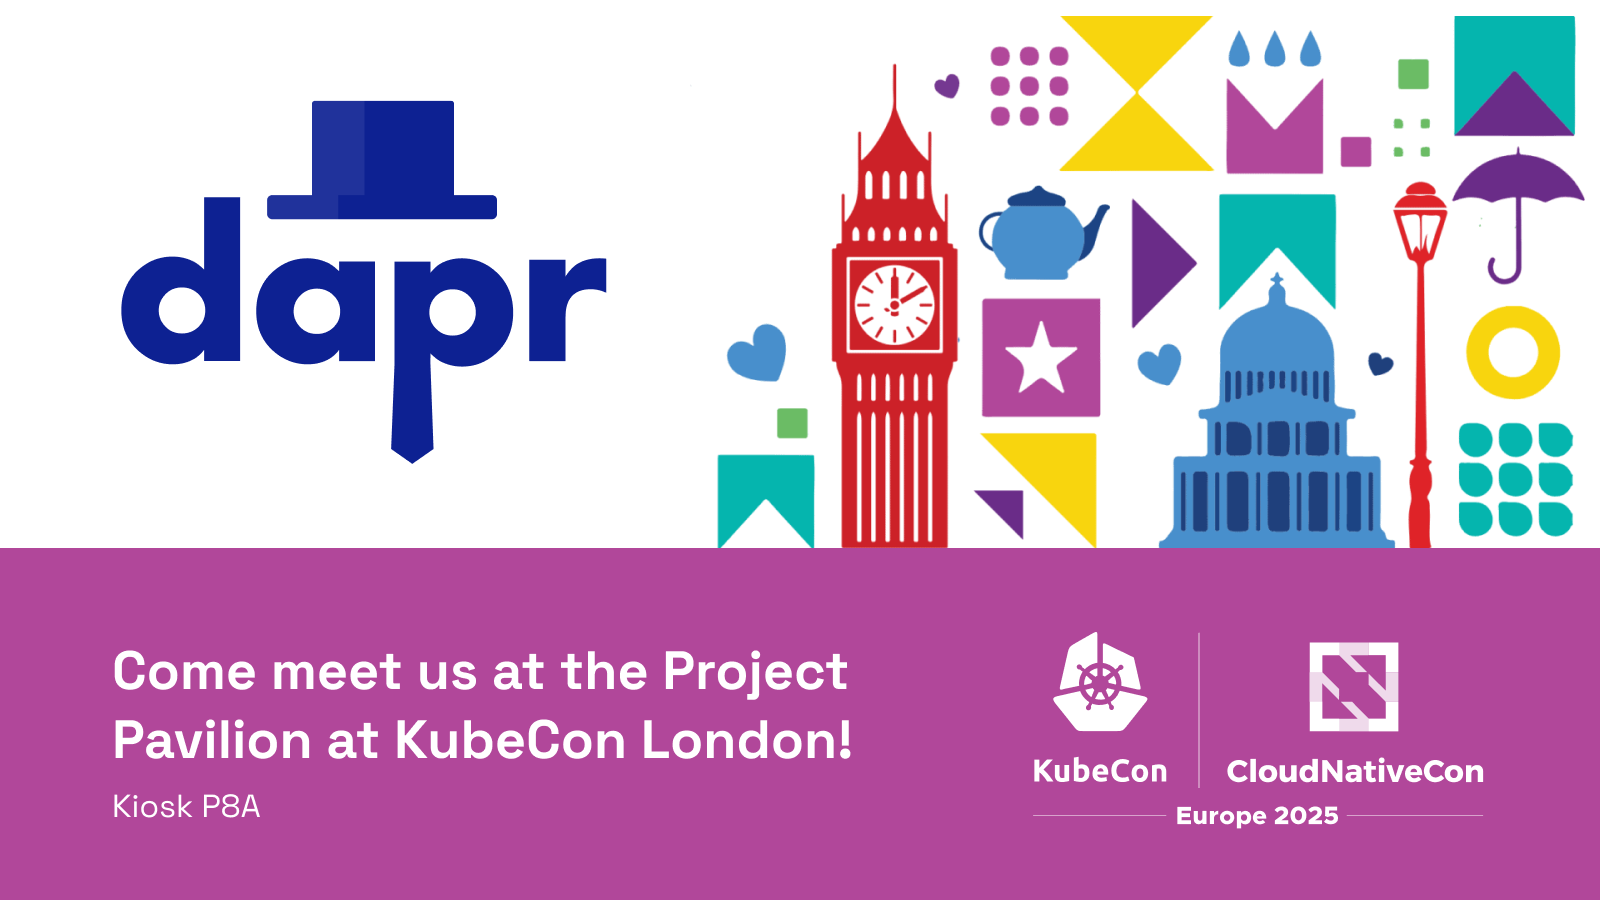 dapr
Come meet us at the Project
Pavilion at KubeCon London!
Kiosk P8A
KubeCon
CloudNativeCon
Europe 2025